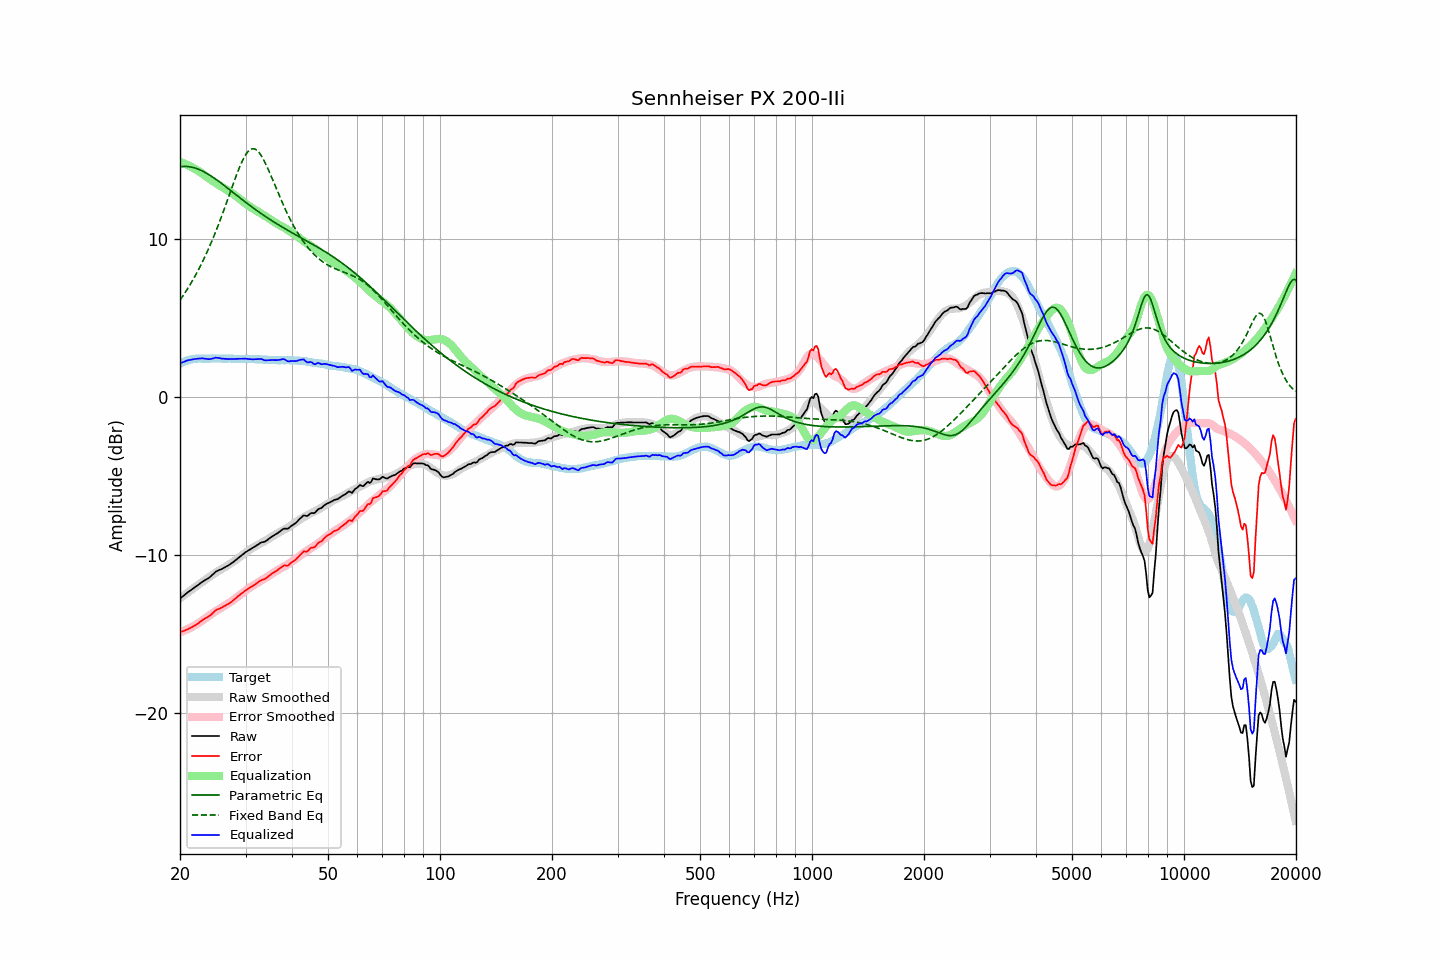 Sennheiser PX 200-IIi
Amplitude (dBr)
10
0
−10
−20
Target
Raw Smoothed
Error Smoothed
Raw
Error
Equalization
Parametric Eq
Fixed Band Eq
Equalized
20 50 100 200 500 1000 2000 5000 10000 20000
Frequency (Hz)